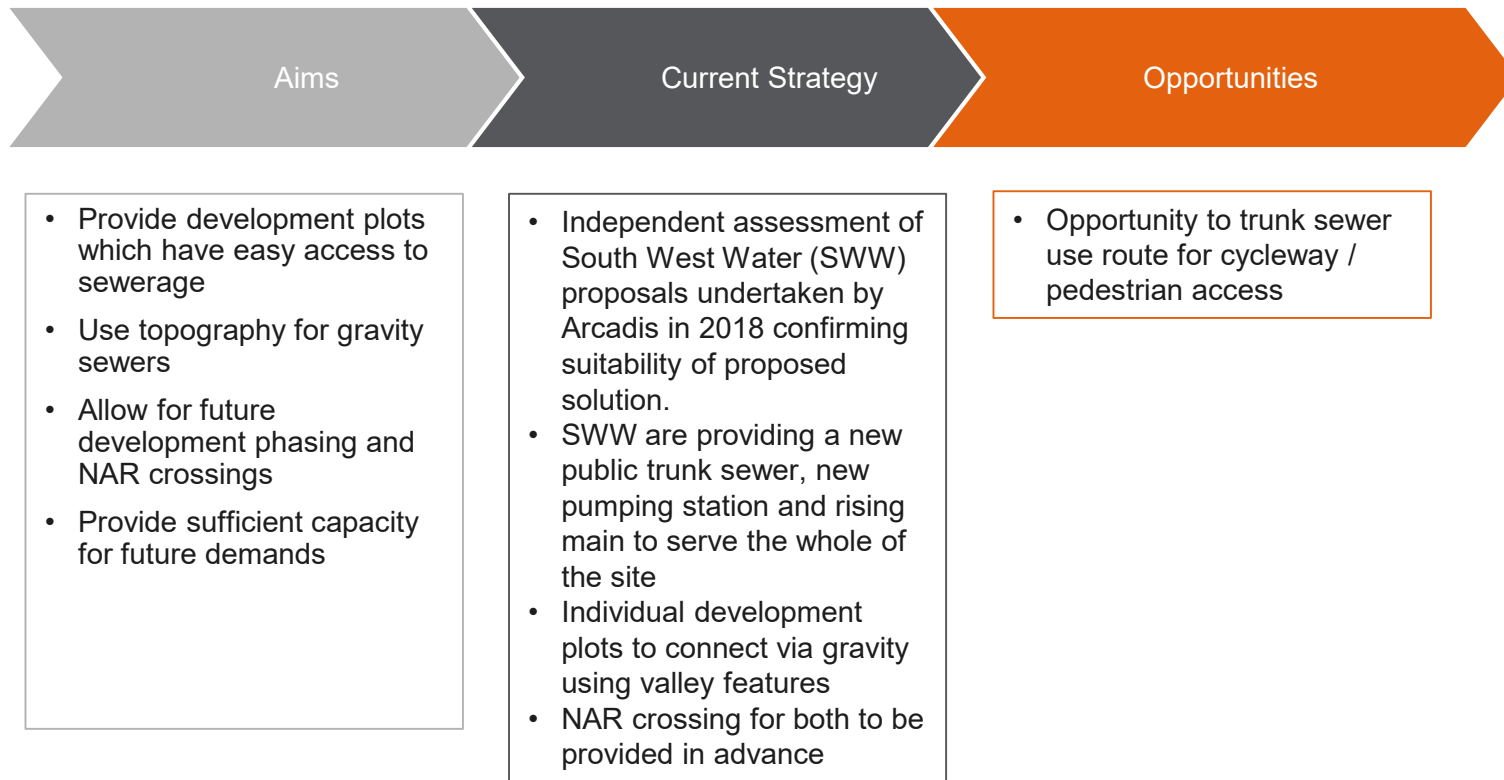 Aims
Current Strategy
Opportunities
• Provide development plots
which have easy access to
sewerage
• Use topography for gravity
sewers
• Allow for future
development phasing and
NAR crossings
• Provide sufficient capacity
for future demands
• Independent assessment of
South West Water (SWW)
proposals undertaken by
Arcadis in 2018 confirming
suitability of proposed
solution.
• SWW are providing a new
public trunk sewer, new
pumping station and rising
main to serve the whole of
the site
• Individual development
plots to connect via gravity
using valley features
• NAR crossing for both to be
provided in advance
• Opportunity to trunk sewer
use route for cycleway /
pedestrian access